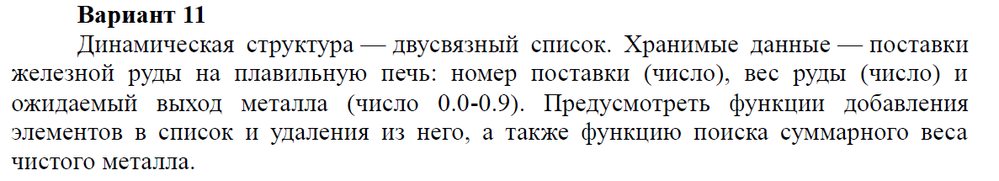 Вариант 11
Динамическая структура — двусвязный список. Хранимые данные — поставки
железной руды на плавильную печь: номер поставки (число), вес руды (число) и
ожидаемый выход металла (число 0.0-0.9). Предусмотреть функции добавления
элементов в список и удаления из него, а также функцию поиска суммарного веса
чистого металла.